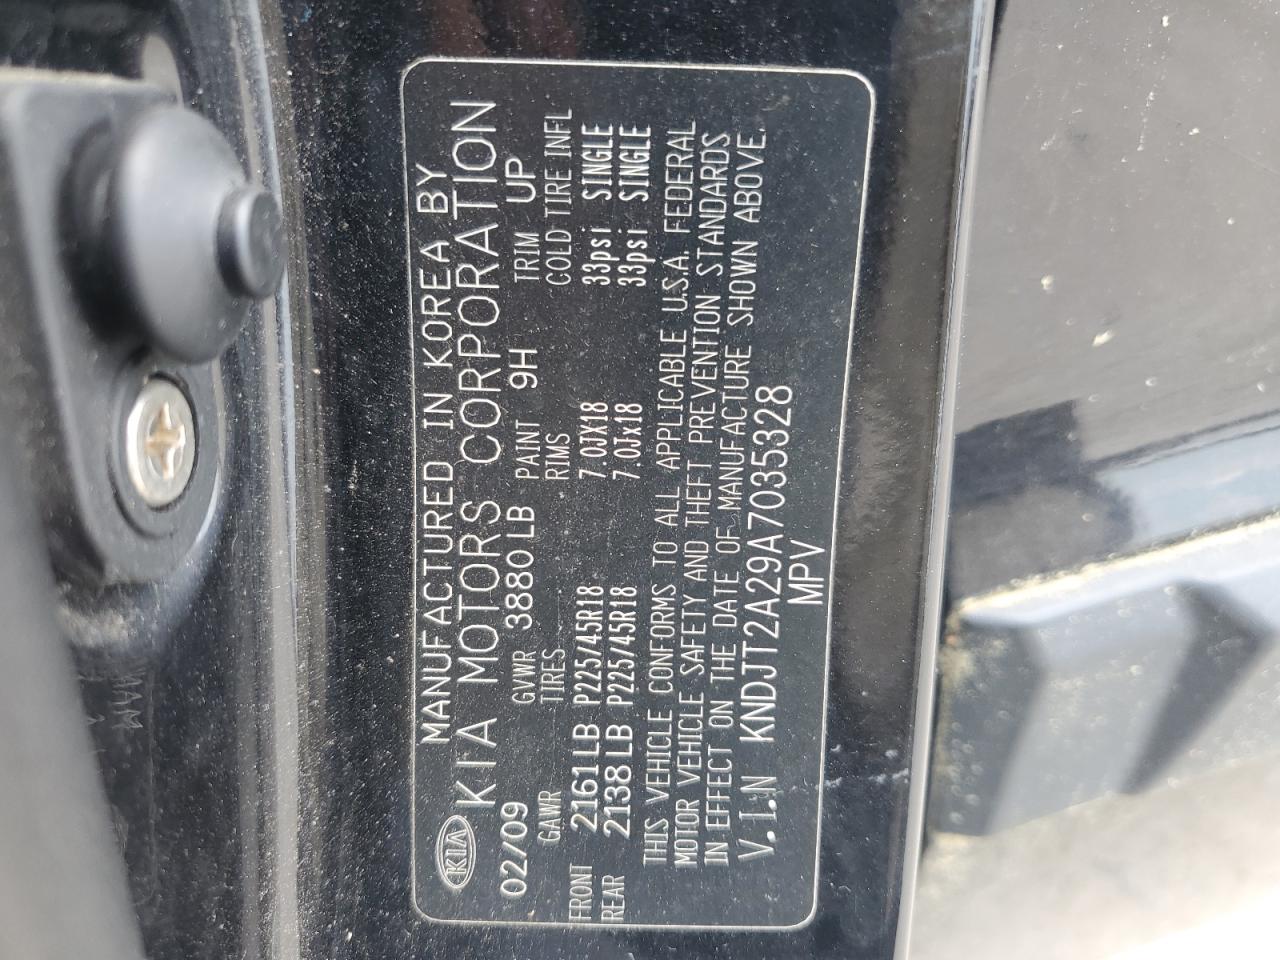 KIA MANUFACTURED IN KOREA BY
KIA MOTORS CORPORATION
02/09 GVWR 3880 LB PAINT 9H TRIM UP
GAWR TIRES RIMS COLD TIRE INFL
FRONT 2161 LB P225/45R18 7.0JX18 33psi SINGLE
REAR 2138 LB P225/45R18 7.0Jx18 33psi SINGLE
THIS VEHICLE CONFORMS TO ALL APPLICABLE U.S.A. FEDERAL
MOTOR VEHICLE SAFETY AND THEFT PREVENTION STANDARDS
IN EFFECT ON THE DATE OF MANUFACTURE SHOWN ABOVE.
V.I.N KNDJT2A29A7035328
MPV